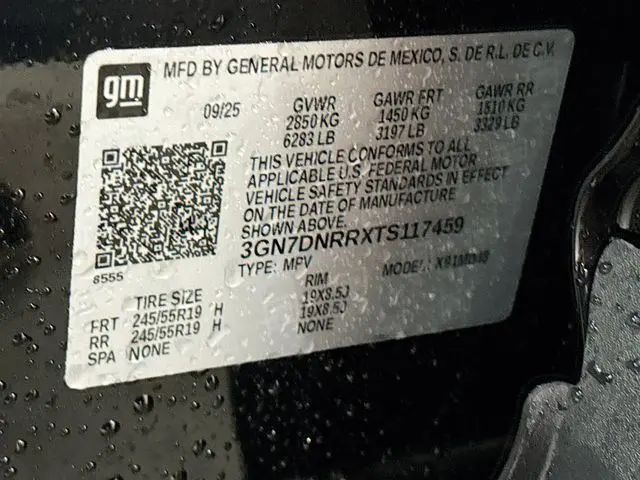 gm
MFD BY GENERAL MOTORS DE MEXICO, S. DE R.L. DE C.V.
09/25 GVWR GAWR FRT GAWR RR
2850 KG 1450 KG 1510 KG
6283 LB 3197 LB 3329 LB
THIS VEHICLE CONFORMS TO ALL
APPLICABLE U.S. FEDERAL MOTOR
VEHICLE SAFETY STANDARDS IN EFFECT
ON THE DATE OF MANUFACTURE
SHOWN ABOVE.
3GN7DNRRXTS117459
8555 TYPE: MPV MODEL:
TIRE SIZE RIM
FRT 245/55R19 H 19X8.5J
RR 245/55R19 H 19X8.5J
SPA NONE NONE